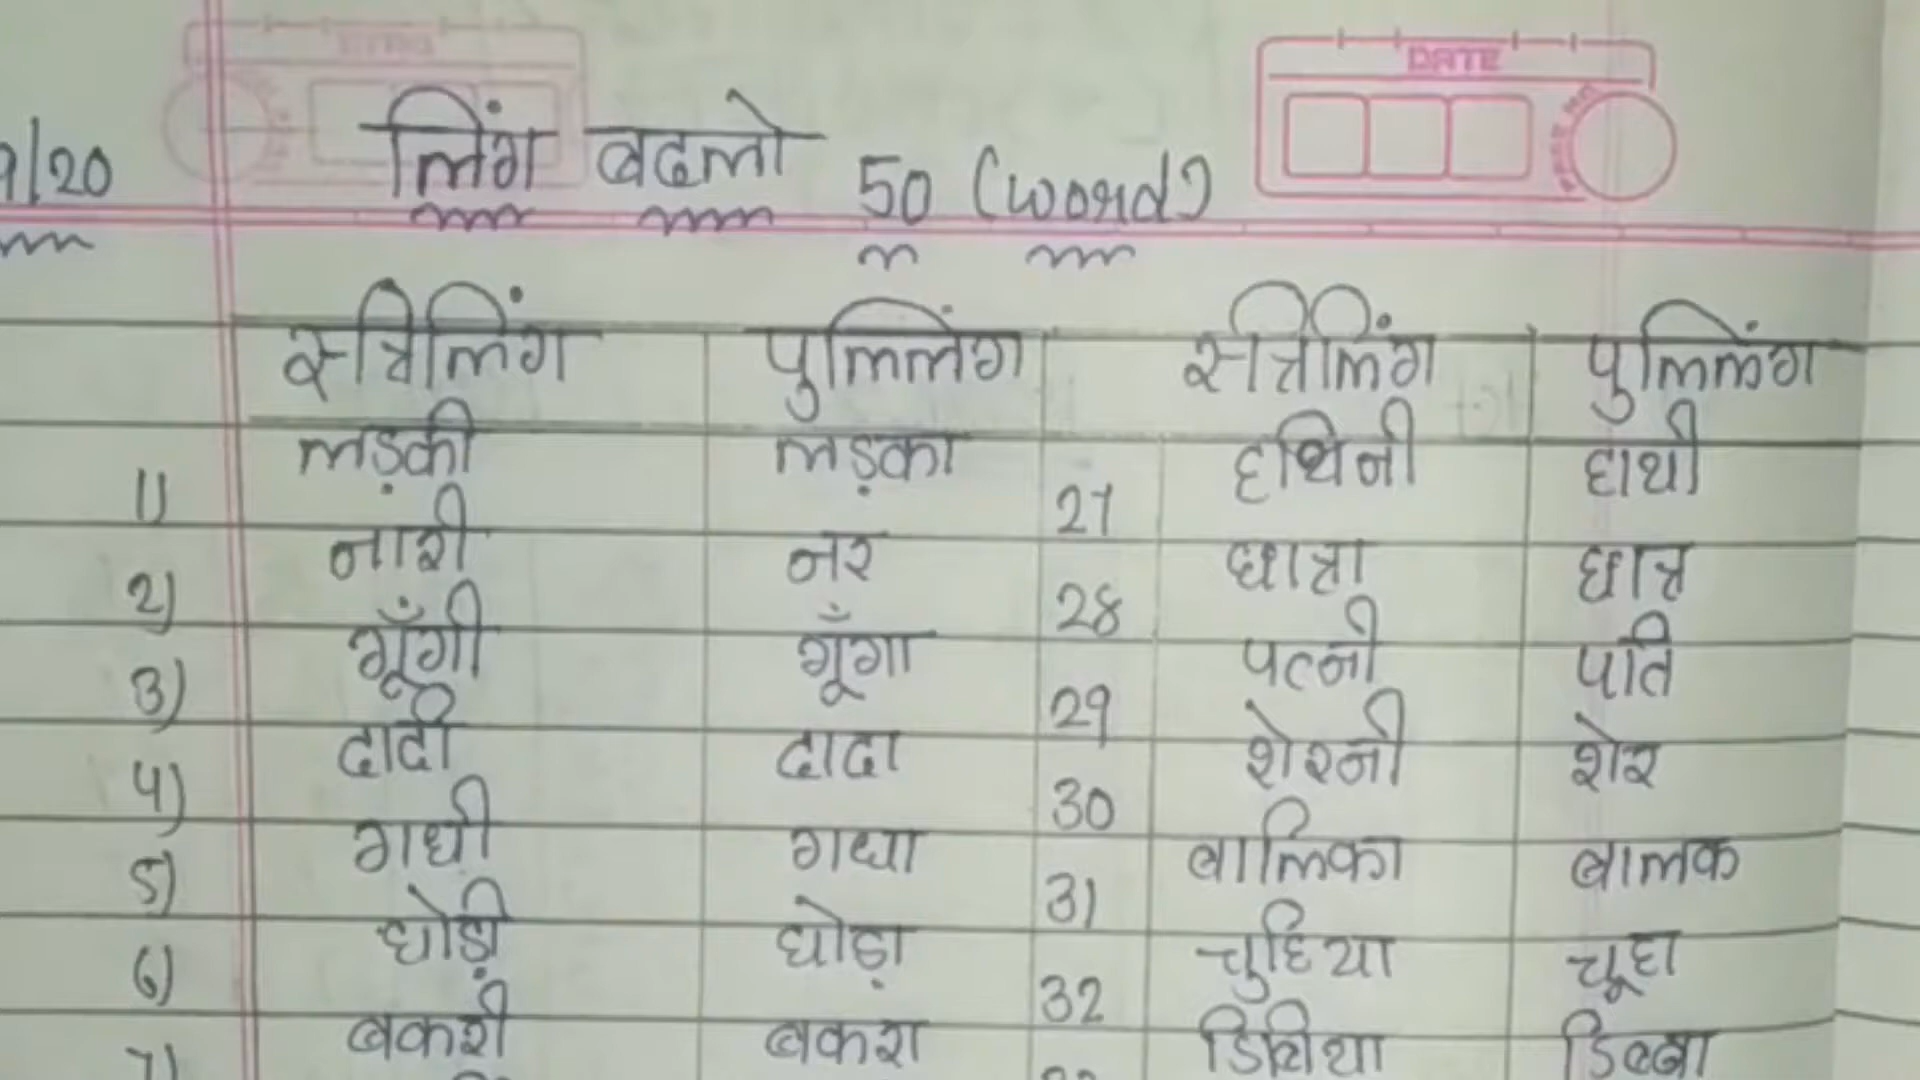 DATE
9/20 लिंग बदलो 50 (word)
स्त्रिलिंग पुल्लिंग स्त्रिलिंग पुल्लिंग
1) लड़की लड़का 27 हथिनी हाथी
2) नारी नर 28 छात्रा छात्र
3) गूँगी गूँगा 29 पत्नी पति
4) दादी दादा 30 शेरनी शेर
5) गधी गधा 31 बालिका बालक
6) घोड़ी घोड़ा 32 चुहिया चूहा
7) बकरी बकरा डिबिया डिब्बा